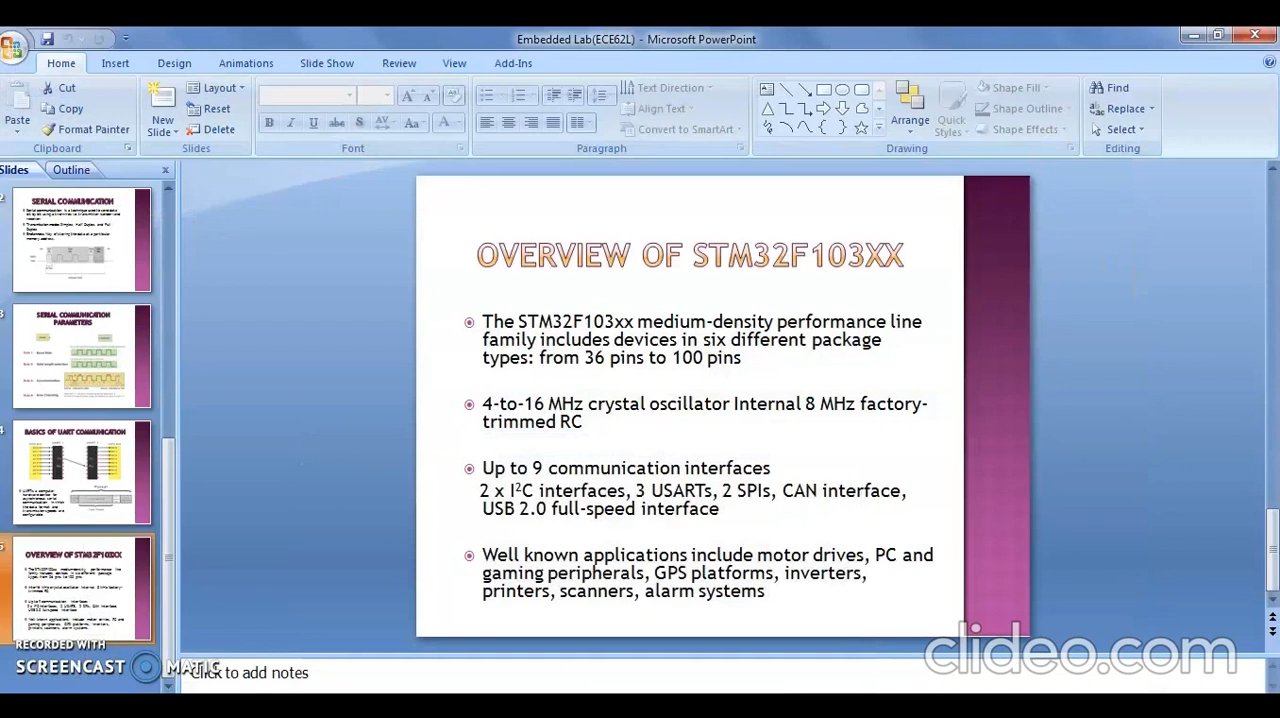 Embedded Lab(ECE62L) - Microsoft PowerPoint
Home Insert Design Animations Slide Show Review View Add-Ins
Paste
Cut
Copy
Format Painter
Clipboard
New Slide
Layout
Reset
Delete
Slides
B I U abc S AV Aa A
Font
Text Direction
Align Text
Convert to SmartArt
Paragraph
Arrange
Quick Styles
Shape Fill
Shape Outline
Shape Effects
Drawing
Find
Replace
Select
Editing
Slides Outline
SERIAL COMMUNICATION
3
SERIAL COMMUNICATION
PARAMETERS
4
BASICS OF UART COMMUNICATION
OVERVIEW OF STM32F103XX
OVERVIEW OF STM32F103XX
The STM32F103xx medium-density performance line
family includes devices in six different package
types: from 36 pins to 100 pins
4-to-16 MHz crystal oscillator Internal 8 MHz factory-
trimmed RC
Up to 9 communication interfaces
2 x I²C interfaces, 3 USARTs, 2 SPIs, CAN interface,
USB 2.0 full-speed interface
Well known applications include motor drives, PC and
gaming peripherals, GPS platforms, inverters,
printers, scanners, alarm systems
RECORDED WITH
SCREENCAST MATIC
Click to add notes
clideo.com